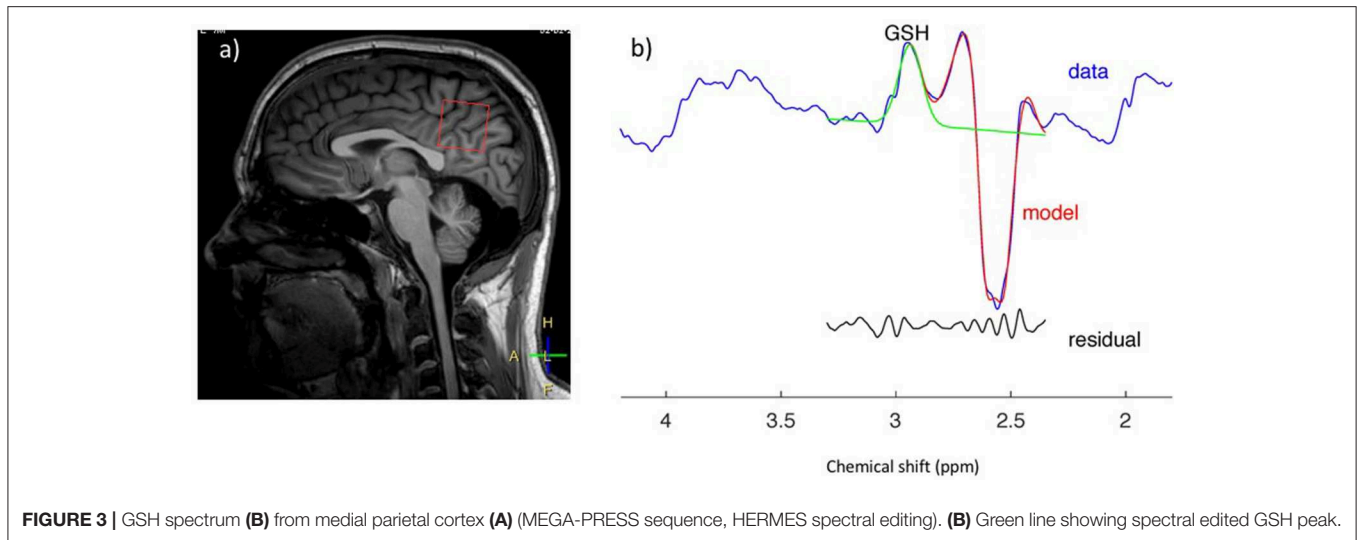 a)
H
A
L
F
b)
GSH
data
model
residual
4 3.5 3 2.5 2
Chemical shift (ppm)
FIGURE 3 | GSH spectrum (B) from medial parietal cortex (A) (MEGA-PRESS sequence, HERMES spectral editing). (B) Green line showing spectral edited GSH peak.